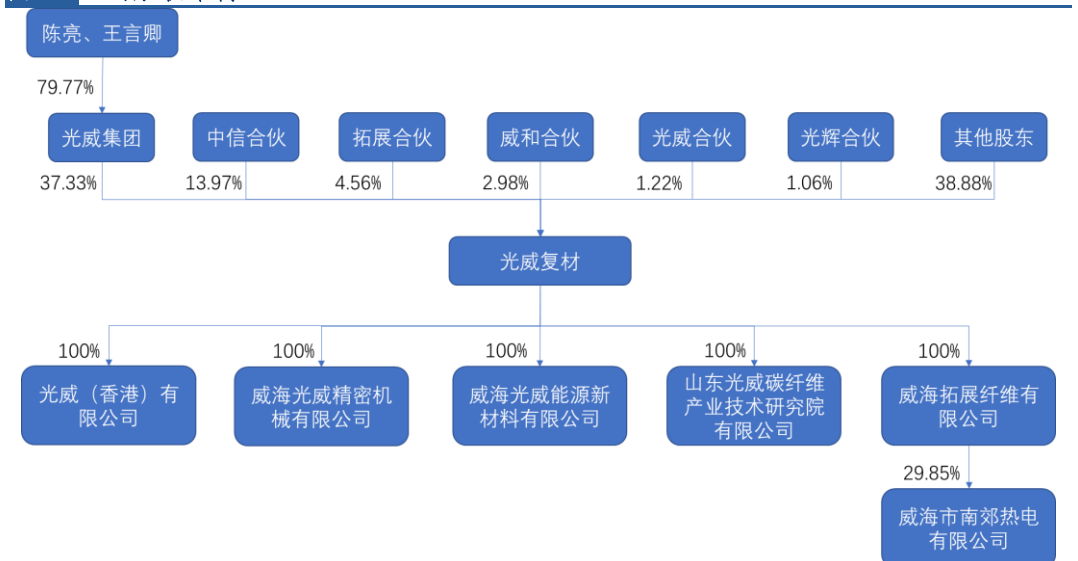 陈亮、王言卿
79.77%
光威集团
中信合伙
拓展合伙
威和合伙
光威合伙
光辉合伙
其他股东
37.33%
13.97%
4.56%
2.98%
1.22%
1.06%
38.88%
光威复材
100%
100%
100%
100%
100%
光威（香港）有
限公司
威海光威精密机
械有限公司
威海光威能源新
材料有限公司
山东光威碳纤维
产业技术研究院
有限公司
威海拓展纤维有
限公司
29.85%
威海市南郊热电
有限公司